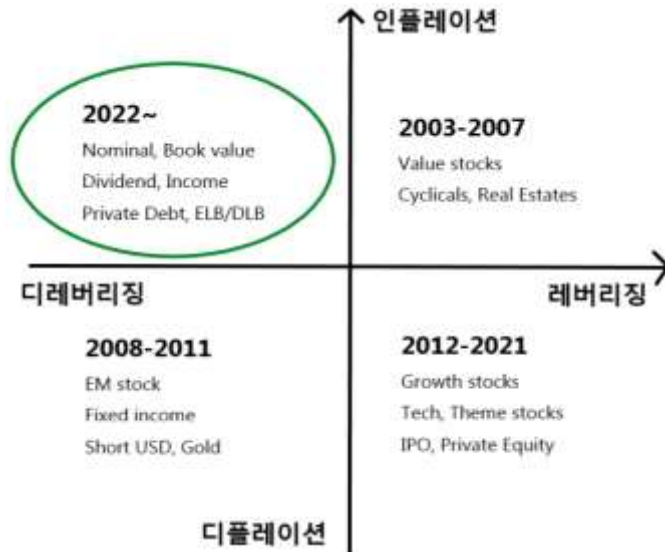 인플레이션
2022~
Nominal, Book value
Dividend, Income
Private Debt, ELB/DLB
2003-2007
Value stocks
Cyclicals, Real Estates
디레버리징
레버리징
2008-2011
EM stock
Fixed income
Short USD, Gold
2012-2021
Growth stocks
Tech, Theme stocks
IPO, Private Equity
디플레이션